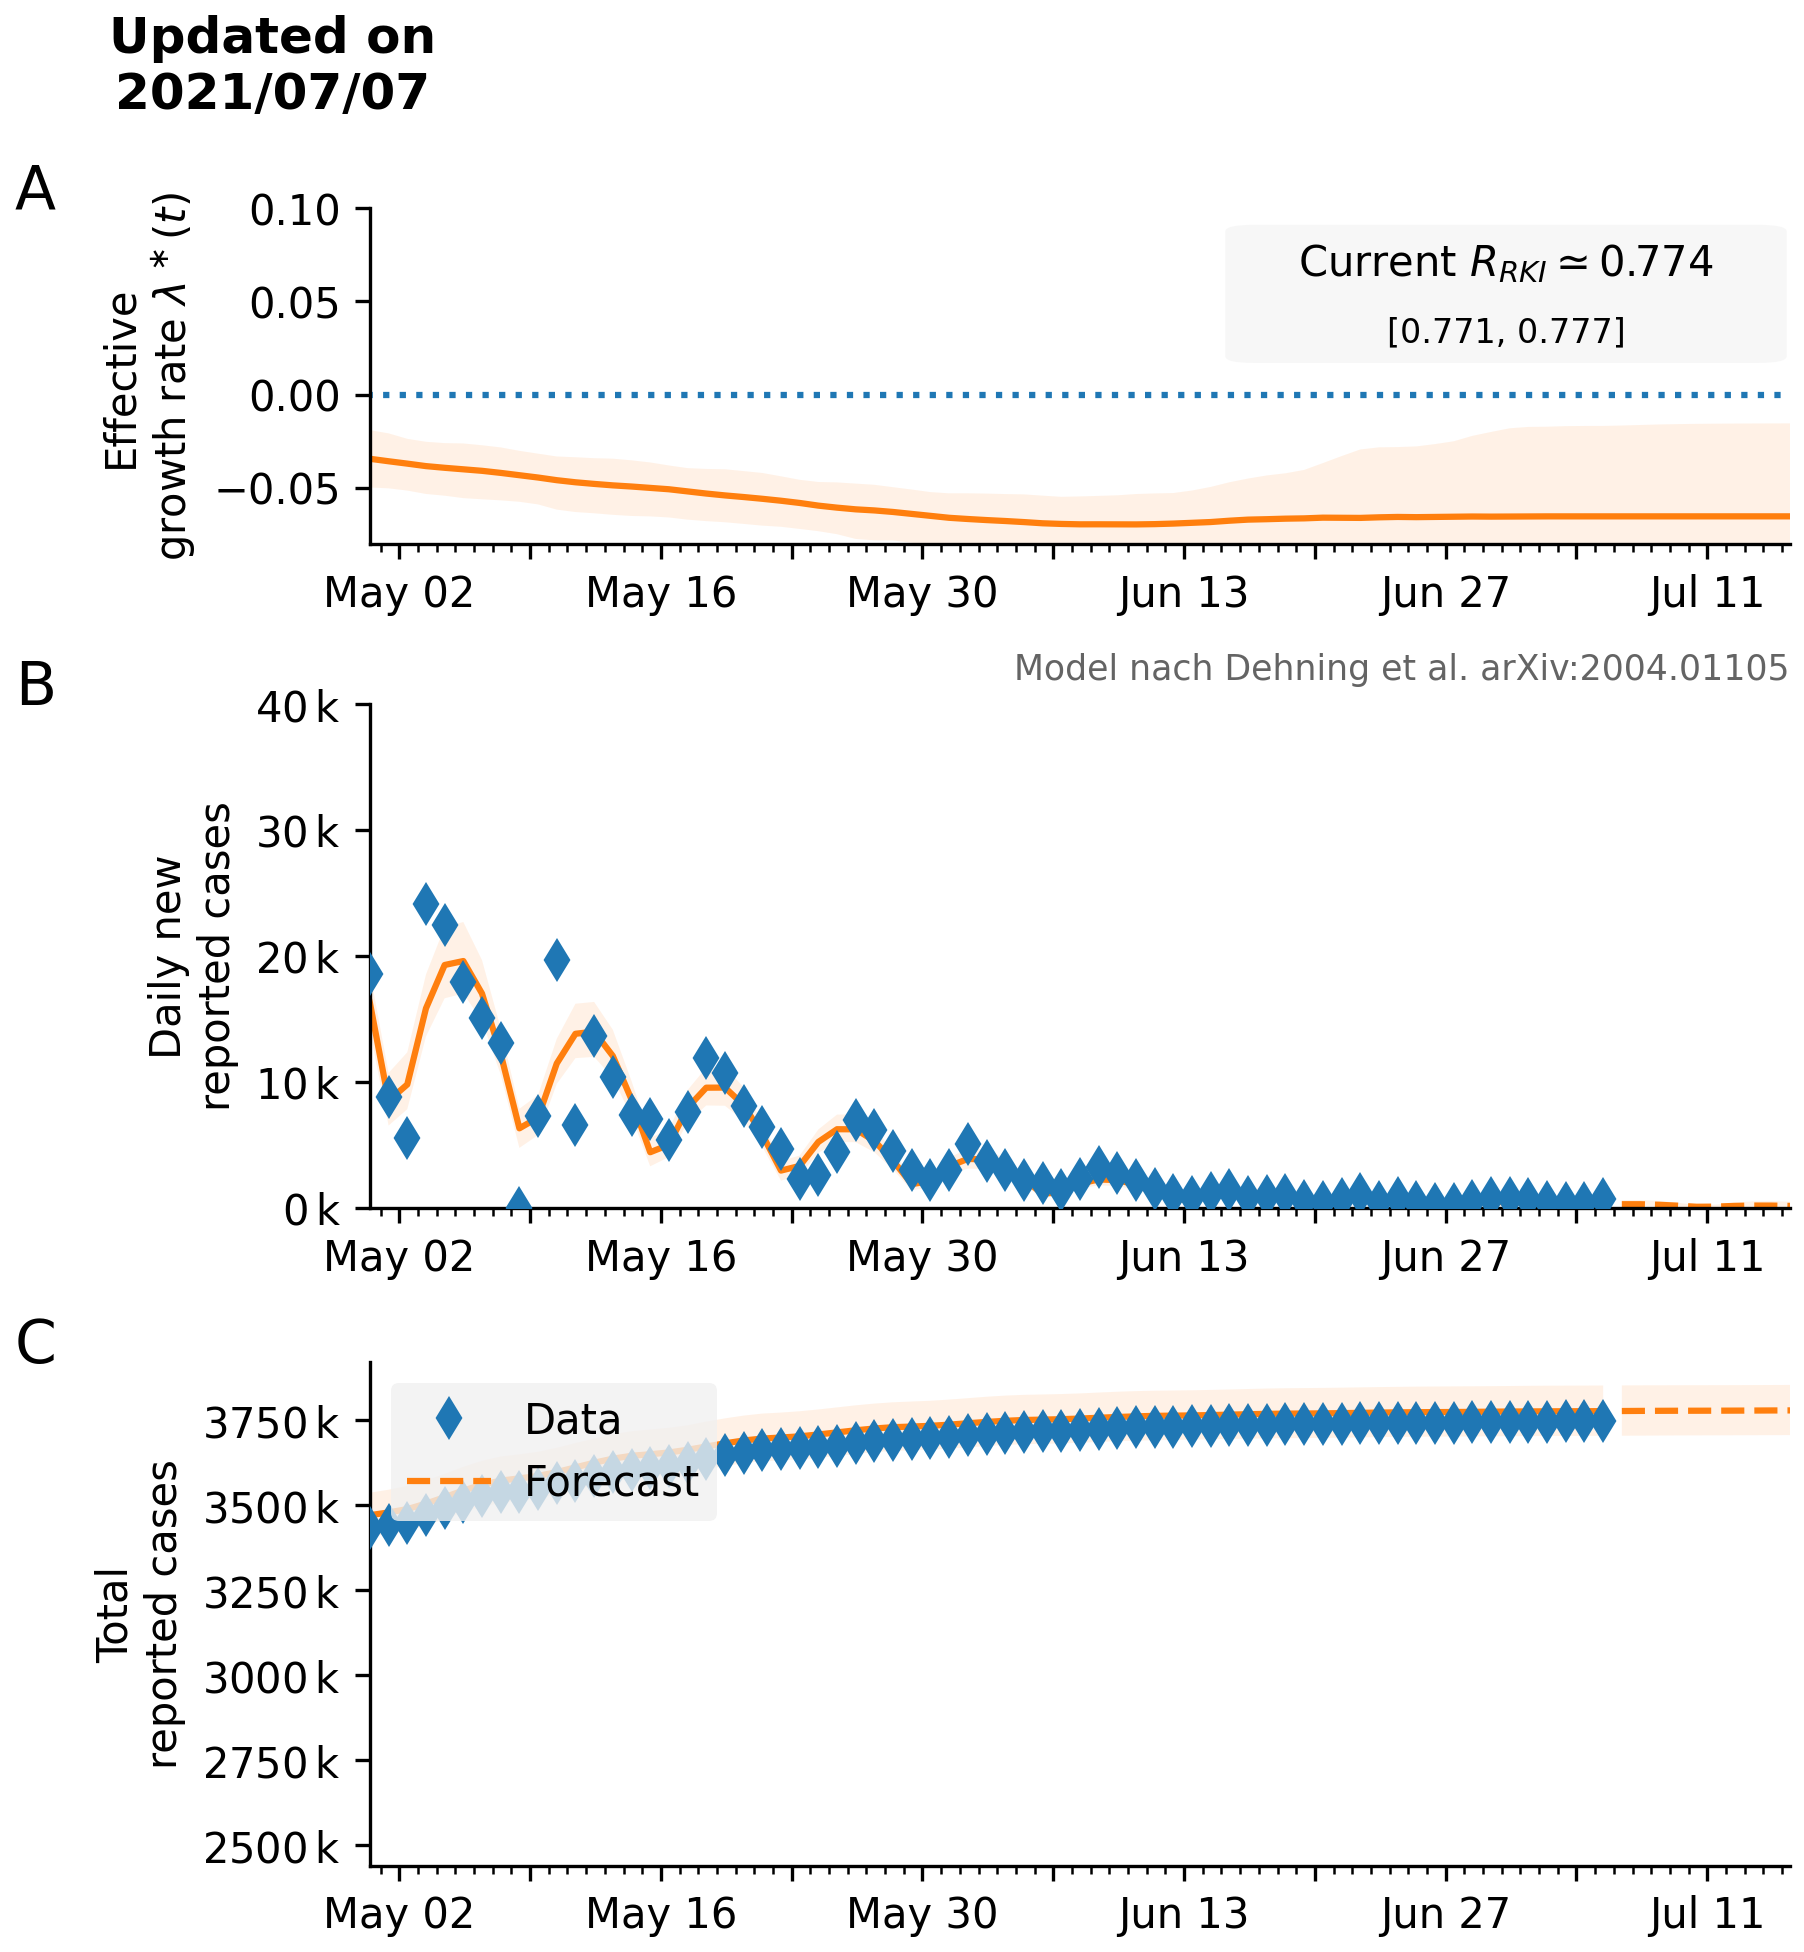 Updated on
2021/07/07
A
Effective
growth rate λ * (t)
0.10
0.05
0.00
−0.05
Current R_RKI ≃ 0.774
[0.771, 0.777]
May 02 May 16 May 30 Jun 13 Jun 27 Jul 11
Model nach Dehning et al. arXiv:2004.01105
B
Daily new
reported cases
40 k
30 k
20 k
10 k
0 k
May 02 May 16 May 30 Jun 13 Jun 27 Jul 11
C
Total
reported cases
3750 k
3500 k
3250 k
3000 k
2750 k
2500 k
Data
Forecast
May 02 May 16 May 30 Jun 13 Jun 27 Jul 11